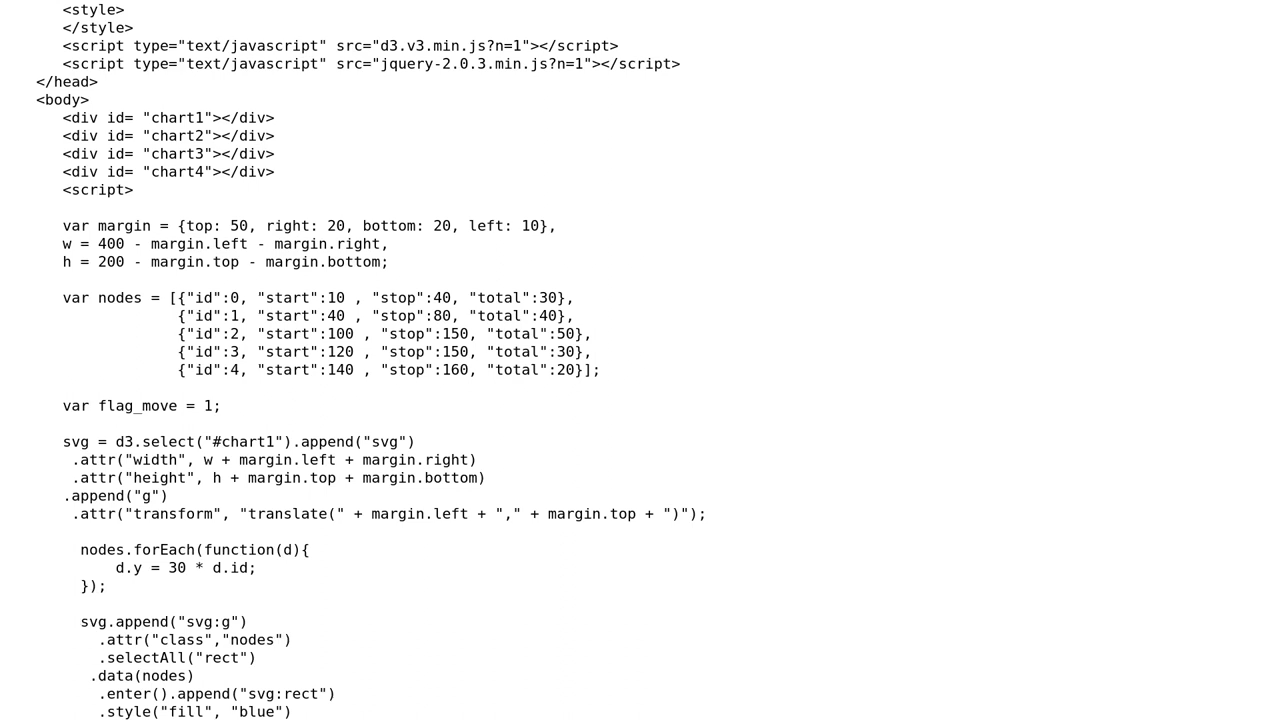 <style>
</style>
<script type="text/javascript" src="d3.v3.min.js?n=1"></script>
<script type="text/javascript" src="jquery-2.0.3.min.js?n=1"></script>
</head>
<body>
<div id= "chart1"></div>
<div id= "chart2"></div>
<div id= "chart3"></div>
<div id= "chart4"></div>
<script>
var margin = {top: 50, right: 20, bottom: 20, left: 10},
w = 400 - margin.left - margin.right,
h = 200 - margin.top - margin.bottom;
var nodes = [{"id":0, "start":10 , "stop":40, "total":30},
{"id":1, "start":40 , "stop":80, "total":40},
{"id":2, "start":100 , "stop":150, "total":50},
{"id":3, "start":120 , "stop":150, "total":30},
{"id":4, "start":140 , "stop":160, "total":20}];
var flag_move = 1;
svg = d3.select("#chart1").append("svg")
.attr("width", w + margin.left + margin.right)
.attr("height", h + margin.top + margin.bottom)
.append("g")
.attr("transform", "translate(" + margin.left + "," + margin.top + ")");
nodes.forEach(function(d){
d.y = 30 * d.id;
});
svg.append("svg:g")
.attr("class","nodes")
.selectAll("rect")
.data(nodes)
.enter().append("svg:rect")
.style("fill", "blue")